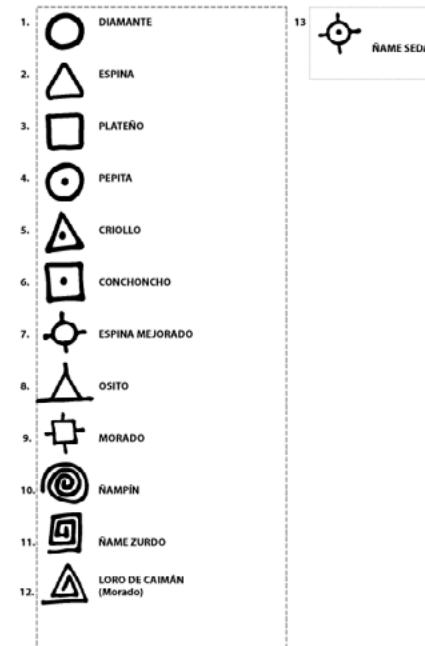 1. DIAMANTE
2. ESPINA
3. PLATEÑO
4. PEPITA
5. CRIOLLO
6. CONCHONCHO
7. ESPINA MEJORADO
8. OSITO
9. MORADO
10. ÑAMPÍN
11. ÑAME ZURDO
12. LORO DE CAIMÁN
(Morado)
13
ÑAME